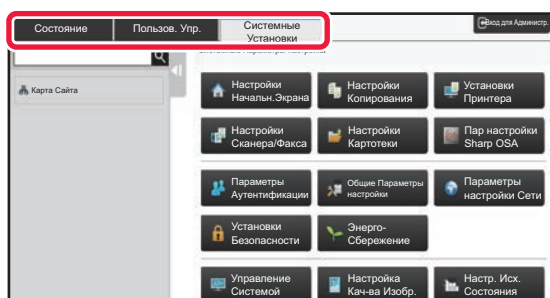 Состояние
Пользов. Упр.
Системные
Установки
Вход для Администр.
Карта Сайта
Настройки
Начальн.Экрана
Настройки
Копирования
Установки
Принтера
Настройки
Сканера/Факса
Настройки
Картотеки
Пар настройки
Sharp OSA
Параметры
Аутентификации
Общие Параметры
настройки
Параметры
настройки Сети
Установки
Безопасности
Энерго-
Сбережение
Управление
Системой
Настройка
Кач-ва Изобр.
Настр. Исх.
Состояния